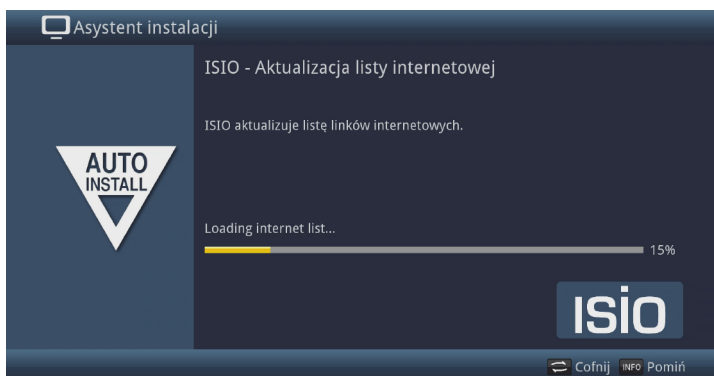 Asystent instalacji
ISIO - Aktualizacja listy internetowej
ISIO aktualizuje listę linków internetowych.
AUTO
INSTALL
Loading internet list...
15%
ISIO
Cofnij INFO Pomiń